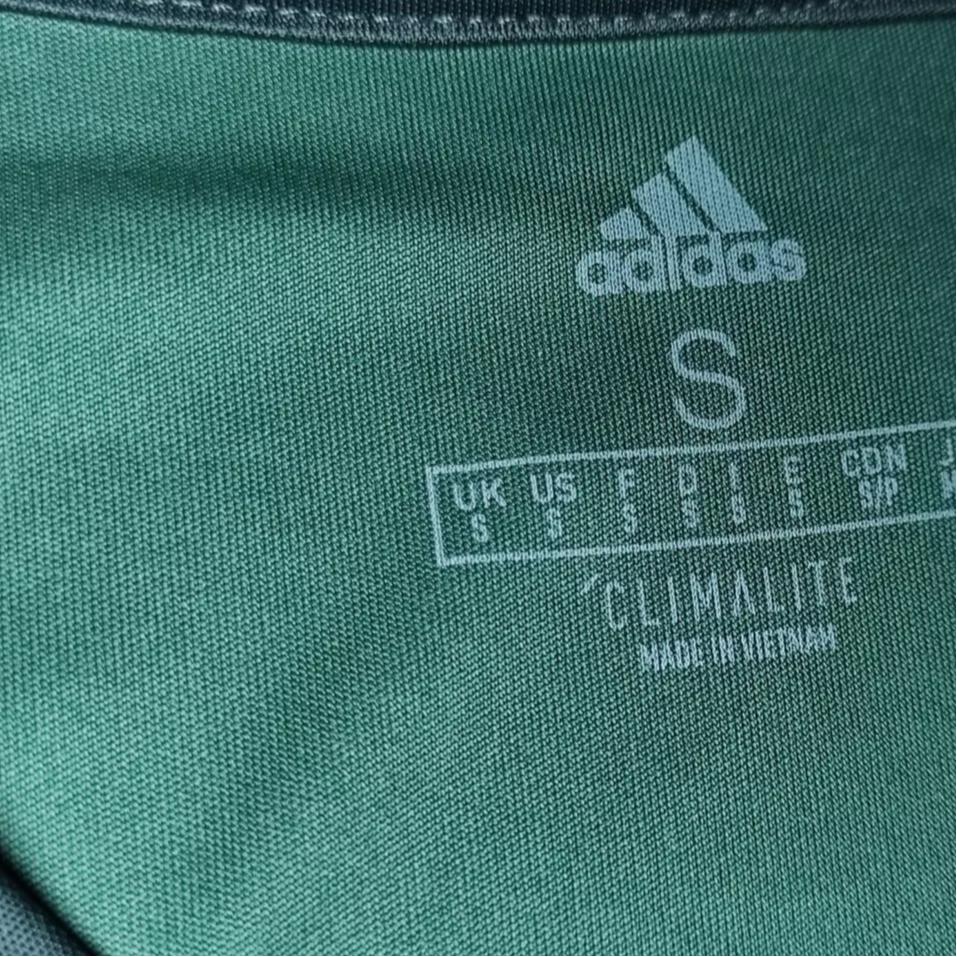 adidas
S
UK US F D I E CDN J
S S S S S S S/P M
CLIMALITE
MADE IN VIETNAM